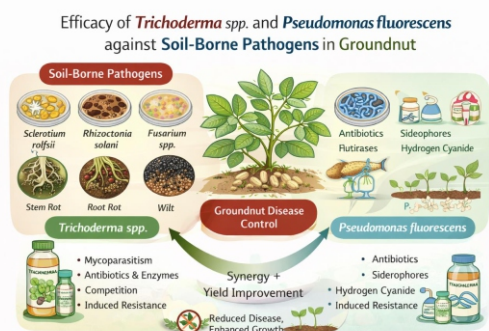 Efficacy of Trichoderma spp. and Pseudomonas fluorescens
against Soil-Borne Pathogens in Groundnut
Soil-Borne Pathogens
Sclerotium
rolfsii
Rhizoctonia
solani
Fusarium
spp.
Stem Rot
Root Rot
Wilt
Antibiotics
Sideophores
Flutirases
Hydrogen Cyanide
Groundnut Disease
Control
Trichoderma spp.
• Mycoparasitism
• Antibiotics & Enzymes
• Competition
• Induced Resistance
Synergy +
Yield Improvement
Reduced Disease,
Enhanced Growth
Pseudomonas fluorescens
• Antibiotics
• Siderophores
• Hydrogen Cyanide
• Induced Resistance